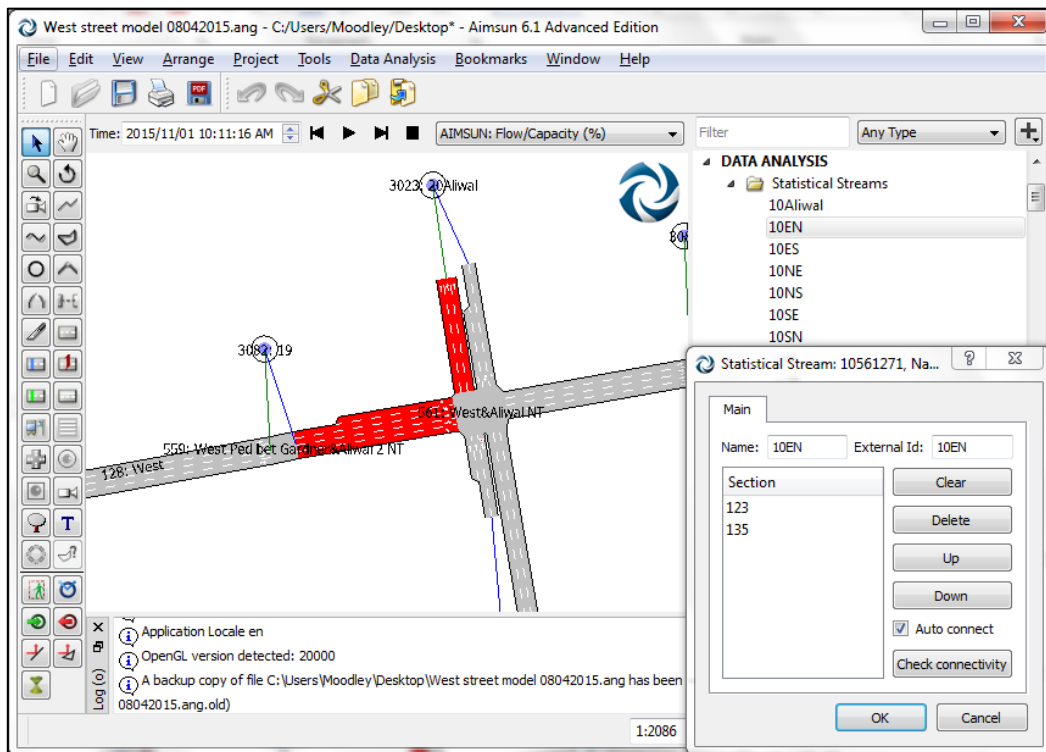 West street model 08042015.ang - C:/Users/Moodley/Desktop* - Aimsun 6.1 Advanced Edition
File Edit View Arrange Project Tools Data Analysis Bookmarks Window Help
PDF
Time: 2015/11/01 10:11:16 AM AIMSUN: Flow/Capacity (%) Filter Any Type
DATA ANALYSIS
Statistical Streams
10Aliwal
10EN
10ES
10NE
10NS
10SE
10SN
3023: 20Aliwal
3082: 19
561: West&Aliwal NT
559: West Ped bet Gardner&Aliwal 2 NT
128: West
Statistical Stream: 10561271, Na...
Main
Name: 10EN External Id: 10EN
Section
123
135
Clear
Delete
Up
Down
Auto connect
Check connectivity
OK Cancel
Log (o)
Application Locale en
OpenGL version detected: 20000
A backup copy of file C:\Users\Moodley\Desktop\West street model 08042015.ang has been
08042015.ang.old)
1:2086